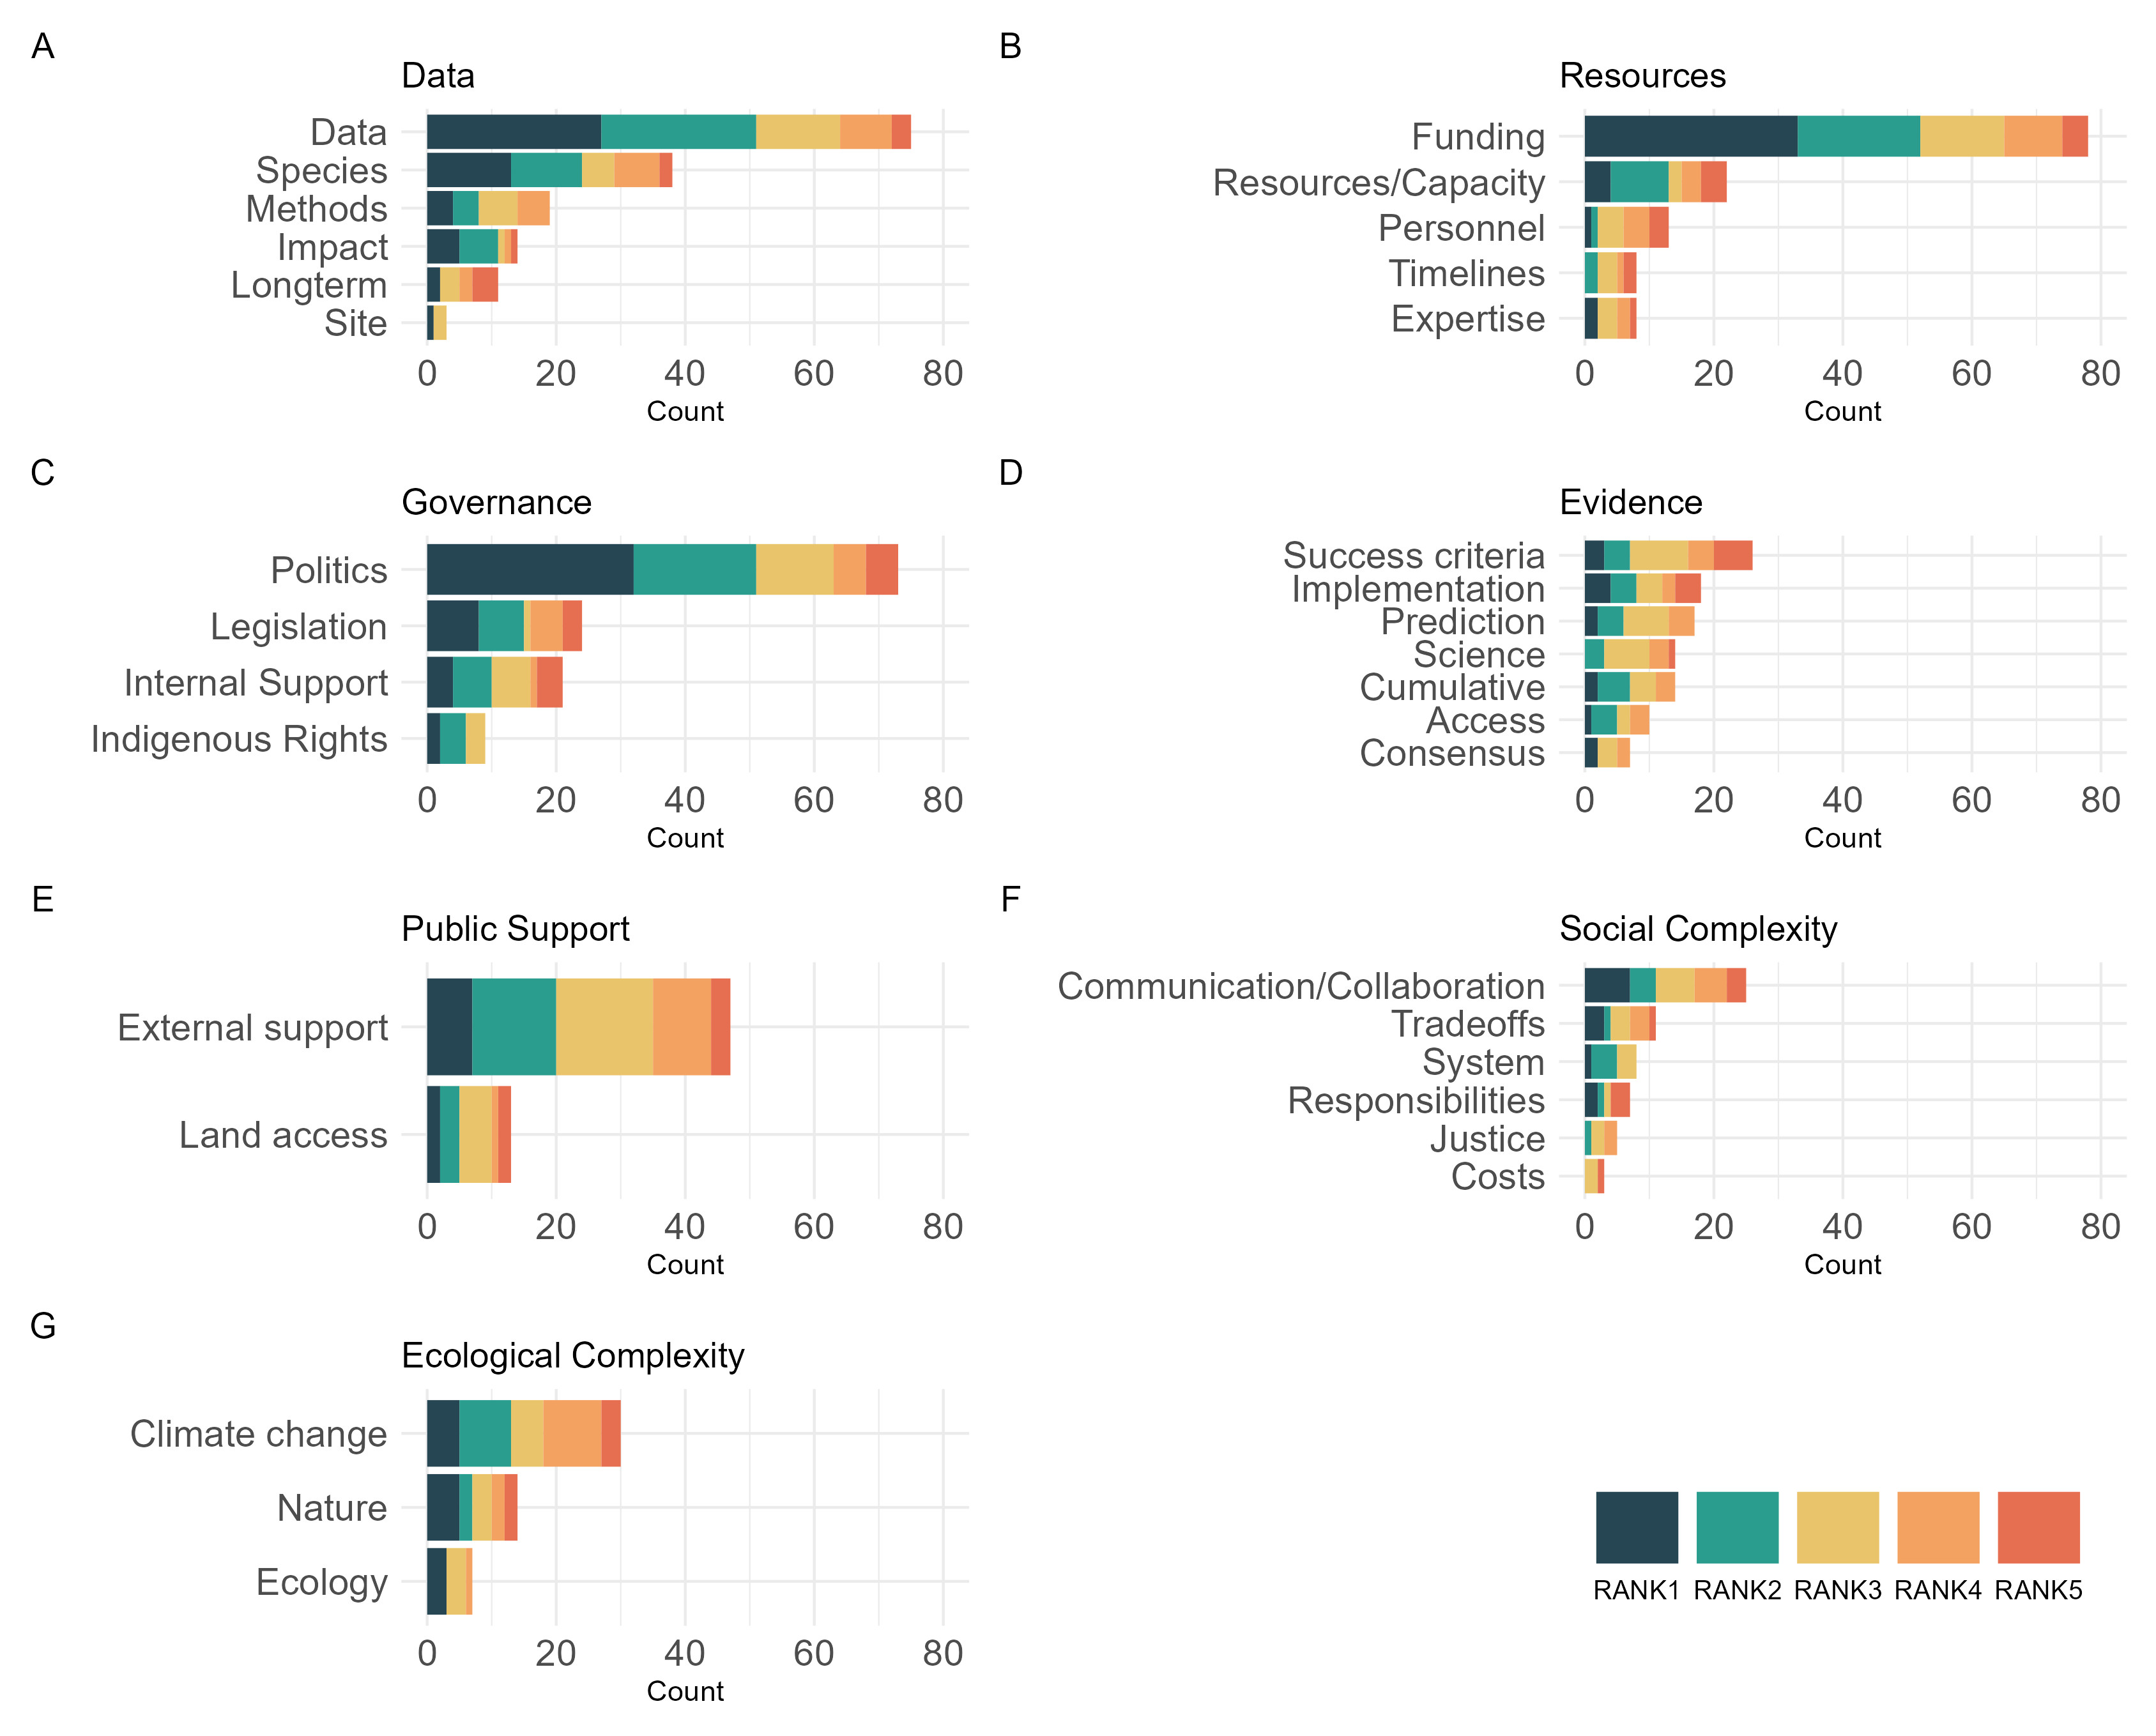 A
Data
Data
Species
Methods
Impact
Longterm
Site
0 20 40 60 80
Count
B
Resources
Funding
Resources/Capacity
Personnel
Timelines
Expertise
0 20 40 60 80
Count
C
Governance
Politics
Legislation
Internal Support
Indigenous Rights
0 20 40 60 80
Count
D
Evidence
Success criteria
Implementation
Prediction
Science
Cumulative
Access
Consensus
0 20 40 60 80
Count
E
Public Support
External support
Land access
0 20 40 60 80
Count
F
Social Complexity
Communication/Collaboration
Tradeoffs
System
Responsibilities
Justice
Costs
0 20 40 60 80
Count
G
Ecological Complexity
Climate change
Nature
Ecology
0 20 40 60 80
Count
RANK1 RANK2 RANK3 RANK4 RANK5